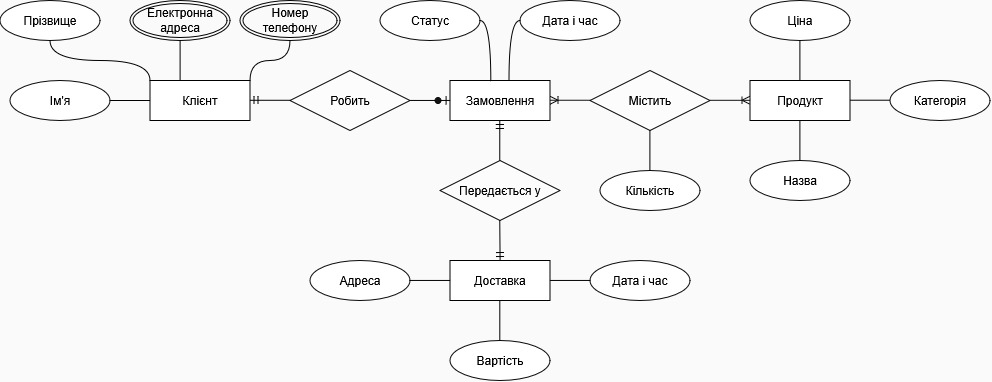 Прізвище
Електронна
адреса
Номер
телефону
Статус
Дата і час
Ціна
Ім'я
Клієнт
Робить
Замовлення
Містить
Продукт
Категорія
Передається у
Кількість
Назва
Адреса
Доставка
Дата і час
Вартість